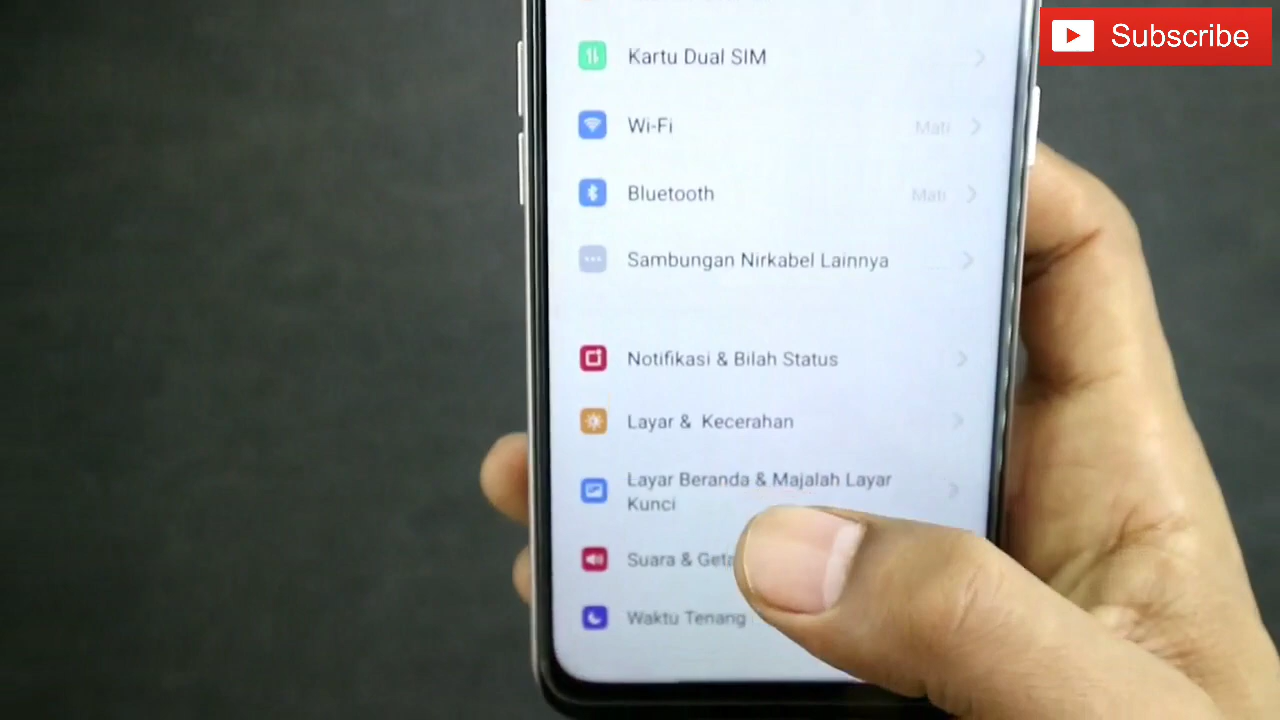 Subscribe
Kartu Dual SIM
Wi-Fi
Mati
Bluetooth
Mati
Sambungan Nirkabel Lainnya
Notifikasi & Bilah Status
Layar & Kecerahan
Layar Beranda & Majalah Layar
Kunci
Suara &
Waktu Tenang